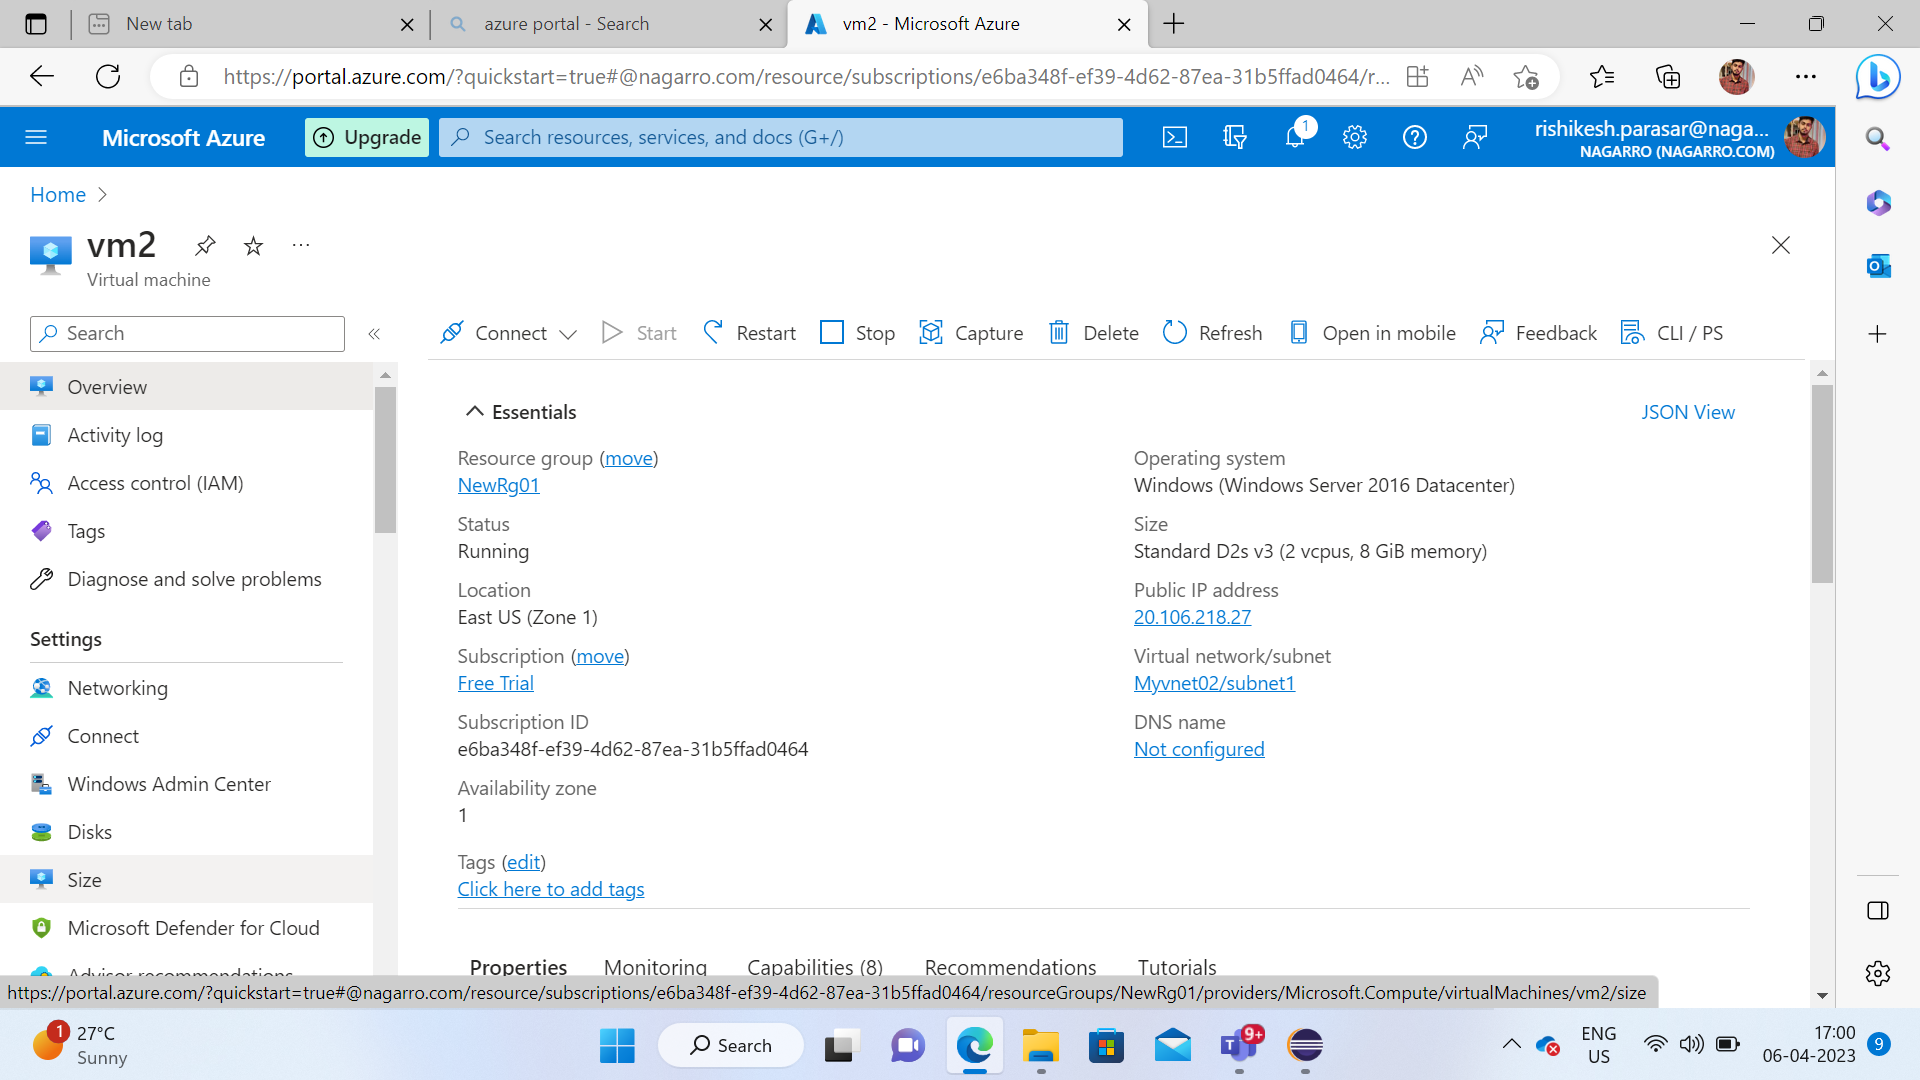 New tab
azure portal - Search
vm2 - Microsoft Azure
https://portal.azure.com/?quickstart=true#@nagarro.com/resource/subscriptions/e6ba348f-ef39-4d62-87ea-31b5ffad0464/r...
Microsoft Azure
Upgrade
Search resources, services, and docs (G+/)
1
rishikesh.parasar@naga...
NAGARRO (NAGARRO.COM)
Home
vm2
Virtual machine
Search
Connect
Start
Restart
Stop
Capture
Delete
Refresh
Open in mobile
Feedback
CLI / PS
Overview
Activity log
Access control (IAM)
Tags
Diagnose and solve problems
Settings
Networking
Connect
Windows Admin Center
Disks
Size
Microsoft Defender for Cloud
Advisor recommendations
Essentials
JSON View
Resource group (move)
NewRg01
Status
Running
Location
East US (Zone 1)
Subscription (move)
Free Trial
Subscription ID
e6ba348f-ef39-4d62-87ea-31b5ffad0464
Availability zone
1
Operating system
Windows (Windows Server 2016 Datacenter)
Size
Standard D2s v3 (2 vcpus, 8 GiB memory)
Public IP address
20.106.218.27
Virtual network/subnet
Myvnet02/subnet1
DNS name
Not configured
Tags (edit)
Click here to add tags
Properties
Monitoring
Capabilities (8)
Recommendations
Tutorials
https://portal.azure.com/?quickstart=true#@nagarro.com/resource/subscriptions/e6ba348f-ef39-4d62-87ea-31b5ffad0464/resourceGroups/NewRg01/providers/Microsoft.Compute/virtualMachines/vm2/size
1
27°C
Sunny
Search
9+
ENG
US
17:00
06-04-2023
9